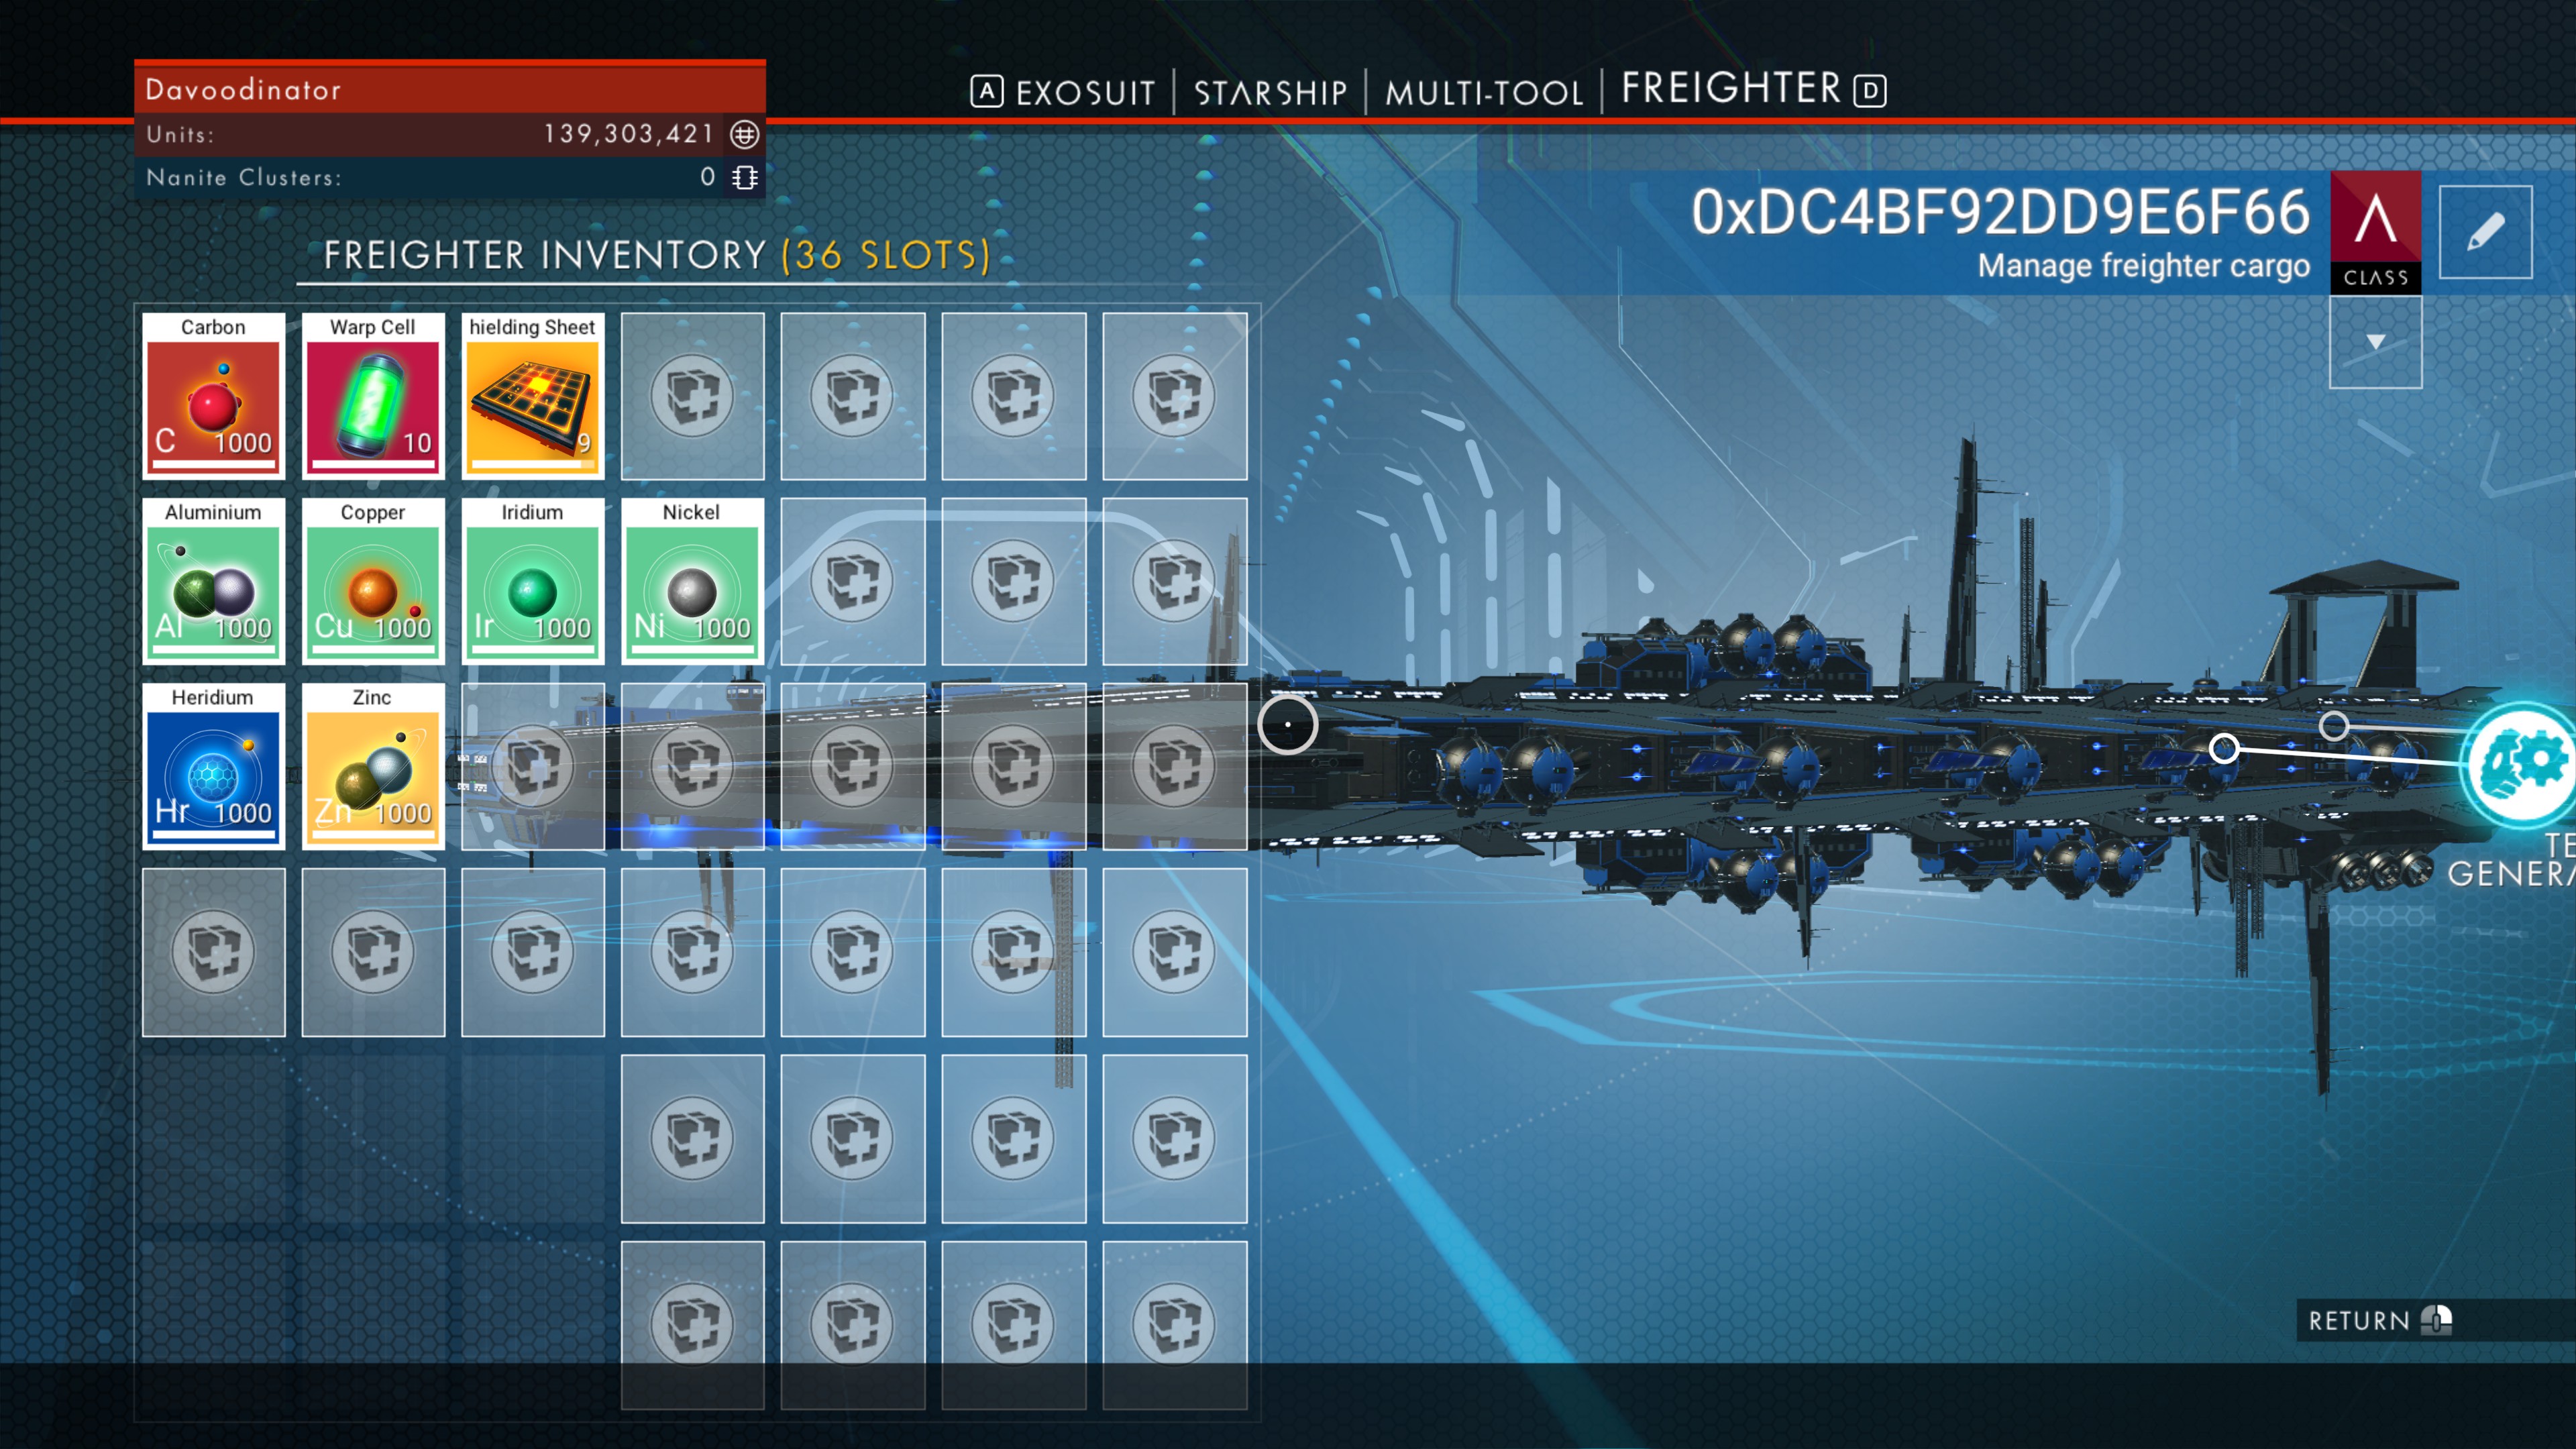 Davoodinator
Units: 139,303,421
Nanite Clusters: 0
A EXOSUIT STARSHIP MULTI-TOOL FREIGHTER D
0xDC4BF92DD9E6F66
Manage freighter cargo
A
CLASS
FREIGHTER INVENTORY (36 SLOTS)
Carbon Warp Cell hielding Sheet
C 1000 10 9
Aluminium Copper Iridium Nickel
Al 1000 Cu 1000 Ir 1000 Ni 1000
Heridium Zinc
Hr 1000 Zn 1000
TE
GENERA
RETURN